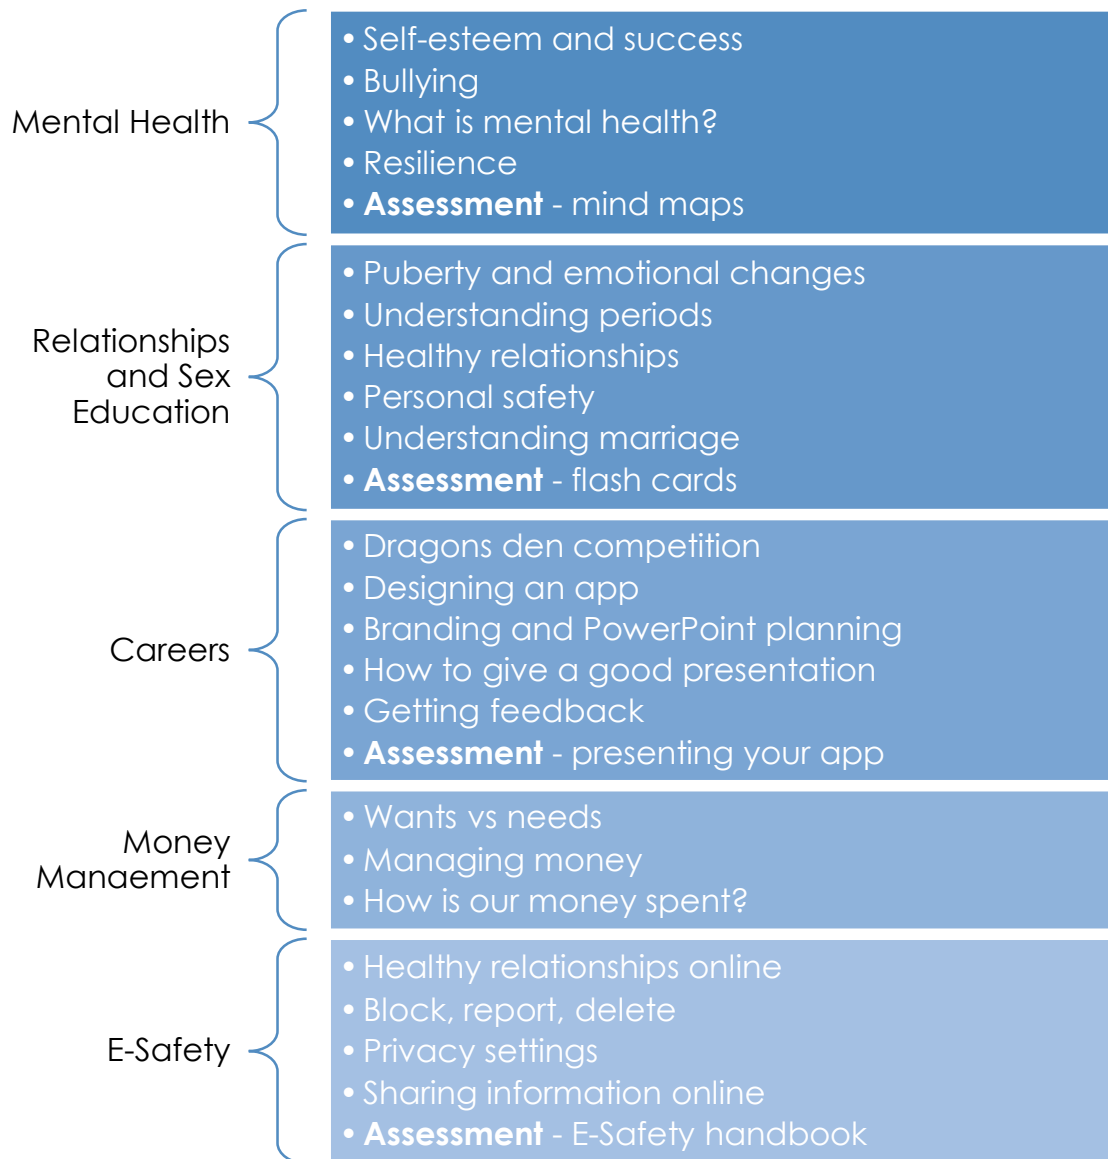 Mental Health
• Self-esteem and success
• Bullying
• What is mental health?
• Resilience
• Assessment - mind maps
Relationships
and Sex
Education
• Puberty and emotional changes
• Understanding periods
• Healthy relationships
• Personal safety
• Understanding marriage
• Assessment - flash cards
Careers
• Dragons den competition
• Designing an app
• Branding and PowerPoint planning
• How to give a good presentation
• Getting feedback
• Assessment - presenting your app
Money
Manaement
• Wants vs needs
• Managing money
• How is our money spent?
E-Safety
• Healthy relationships online
• Block, report, delete
• Privacy settings
• Sharing information online
• Assessment - E-Safety handbook